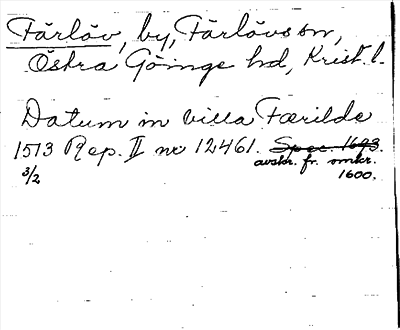 Färlöv, by, Färlövs sn,
Östra Göinge hd, Krist. l.
Datum in villa Færilde
1513 Rep. II nr 12461. Spec. 1693.
3/2 avskr. fr. omkr.
1600.